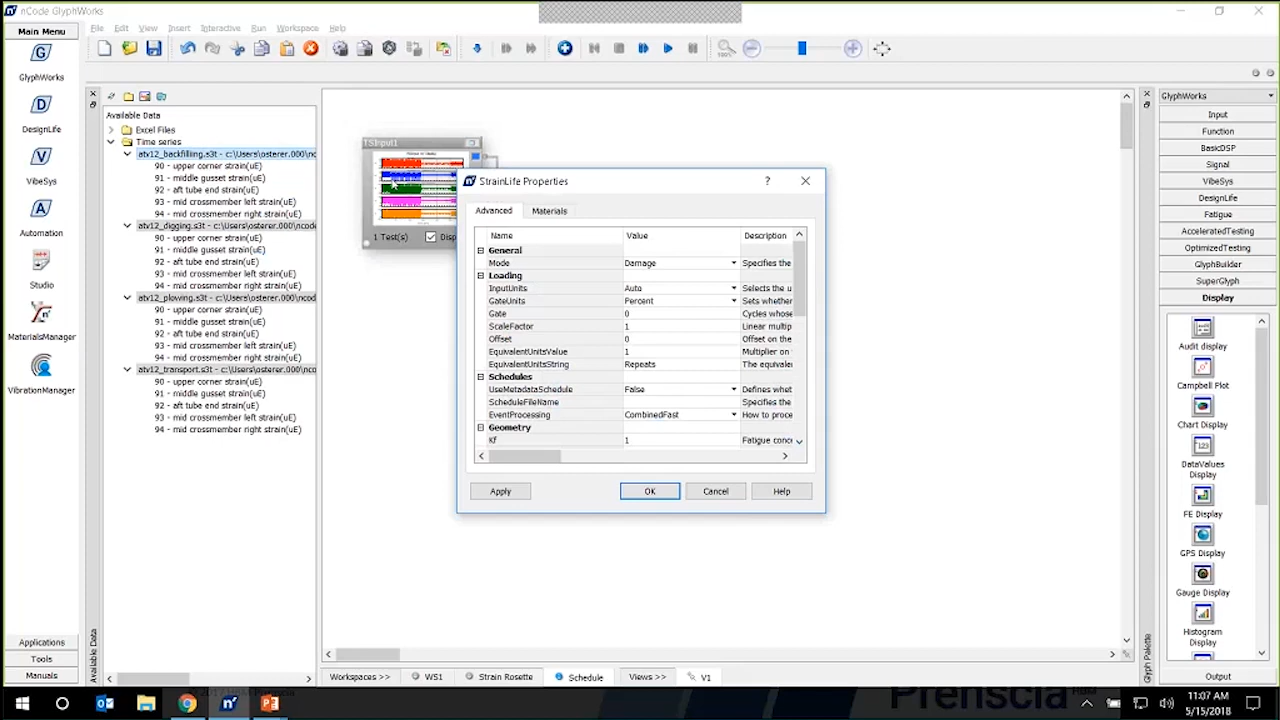 nCode GlyphWorks
Main Menu
File Edit View Insert Interactive Run Workspace Help
GlyphWorks
DesignLife
VibeSys
Automation
Studio
MaterialsManager
VibrationManager
Applications
Tools
Manuals
Available Data
Available Data
Excel Files
Time series
atv12_backfilling.s3t - c:\Users\osterer.000\nc
90 - upper corner strain(uE)
91 - middle gusset strain(uE)
92 - aft tube end strain(uE)
93 - mid crossmember left strain(uE)
94 - mid crossmember right strain(uE)
atv12_digging.s3t - c:\Users\osterer.000\ncode
90 - upper corner strain(uE)
91 - middle gusset strain(uE)
92 - aft tube end strain(uE)
93 - mid crossmember left strain(uE)
94 - mid crossmember right strain(uE)
atv12_plowing.s3t - c:\Users\osterer.000\ncod
90 - upper corner strain(uE)
91 - middle gusset strain(uE)
92 - aft tube end strain(uE)
93 - mid crossmember left strain(uE)
94 - mid crossmember right strain(uE)
atv12_transport.s3t - c:\Users\osterer.000\nco
90 - upper corner strain(uE)
91 - middle gusset strain(uE)
92 - aft tube end strain(uE)
93 - mid crossmember left strain(uE)
94 - mid crossmember right strain(uE)
TSInput1
1 Test(s) Disp
StrainLife Properties
Advanced Materials
Name Value Description
General
Mode Damage Specifies the
Loading
InputUnits Auto Selects the u
GateUnits Percent Sets whether
Gate 0 Cycles whose
ScaleFactor 1 Linear multip
Offset 0 Offset on the
EquivalentUnitsValue 1 Multiplier on
EquivalentUnitsString Repeats The equivaler
Schedules
UseMetadataSchedule False Defines whet
ScheduleFileName Specifies the
EventProcessing CombinedFast How to proce
Geometry
Kf 1 Fatigue conc
Apply OK Cancel Help
Workspaces >> WS1 Strain Rosette Schedule Views >> V1
Glyph Palette
GlyphWorks
Input
Function
BasicDSP
Signal
VibeSys
DesignLife
Fatigue
AcceleratedTesting
OptimizedTesting
GlyphBuilder
SuperGlyph
Display
Audit display
Campbell Plot
Chart Display
DataValues
Display
FE Display
GPS Display
Gauge Display
Histogram
Display
Output
Prenscia
HBM
11:07 AM
5/15/2018